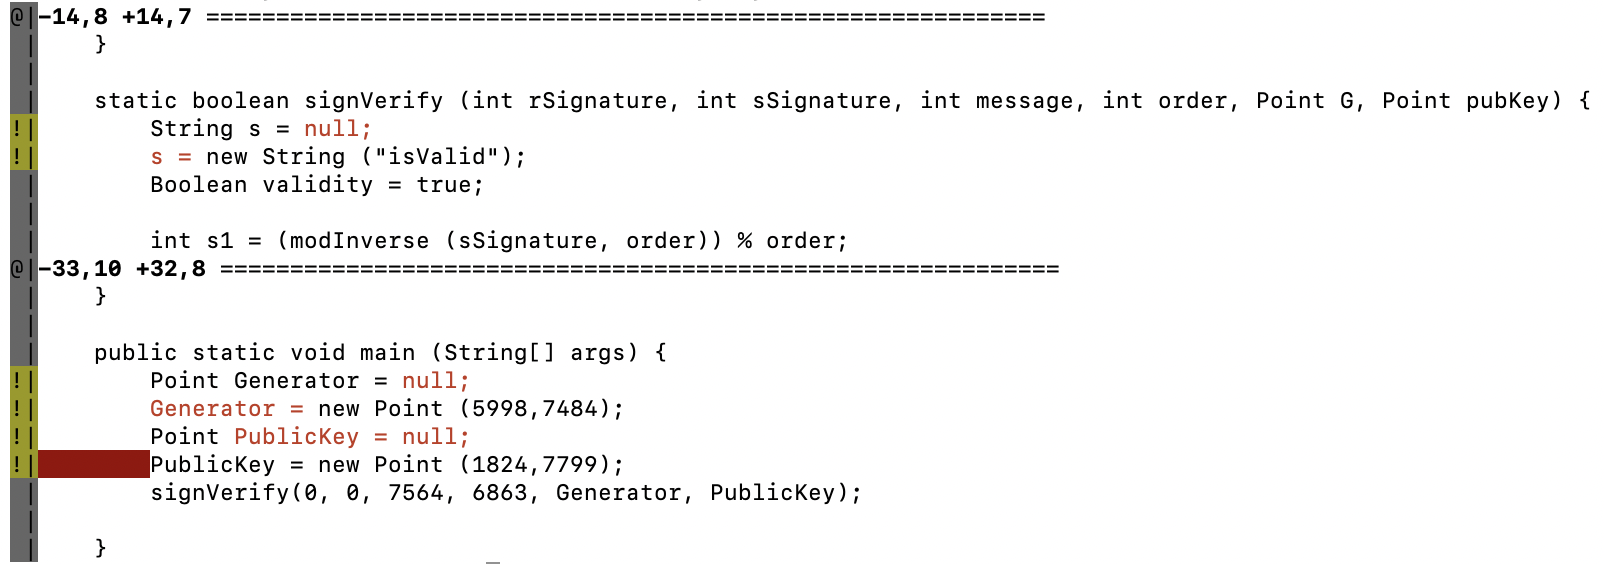 @|-14,8 +14,7 ============================================================
 |    }
 |
 |    static boolean signVerify (int rSignature, int sSignature, int message, int order, Point G, Point pubKey) {
!|        String s = null;
!|        s = new String ("isValid");
 |        Boolean validity = true;
 |
 |        int s1 = (modInverse (sSignature, order)) % order;
@|-33,10 +32,8 ============================================================
 |    }
 |
 |    public static void main (String[] args) {
!|        Point Generator = null;
!|        Generator = new Point (5998,7484);
!|        Point PublicKey = null;
!|        PublicKey = new Point (1824,7799);
 |        signVerify(0, 0, 7564, 6863, Generator, PublicKey);
 |
 |    }